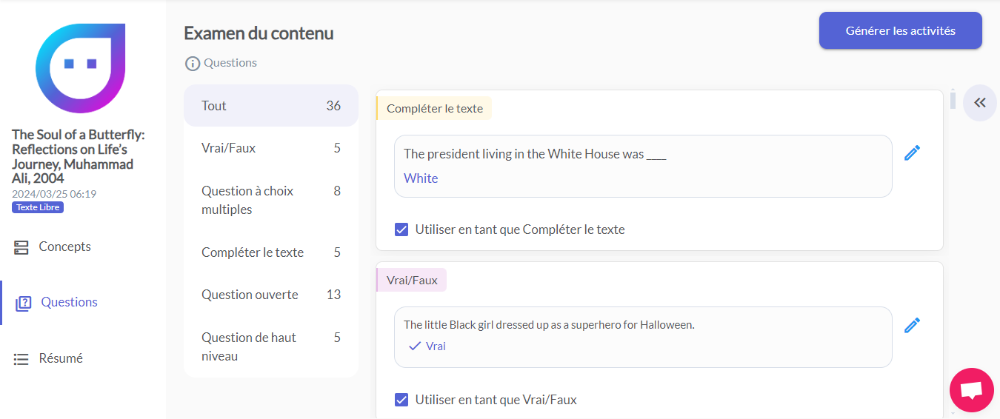 The Soul of a Butterfly:
Reflections on Life's
Journey, Muhammad
Ali, 2004
2024/03/25 06:19
Texte Libre
Concepts
Questions
Résumé
Examen du contenu
Questions
Générer les activités
Tout 36
Vrai/Faux 5
Question à choix 8
multiples
Compléter le texte 5
Question ouverte 13
Question de haut 5
niveau
Compléter le texte
The president living in the White House was ____
White
Utiliser en tant que Compléter le texte
Vrai/Faux
The little Black girl dressed up as a superhero for Halloween.
Vrai
Utiliser en tant que Vrai/Faux